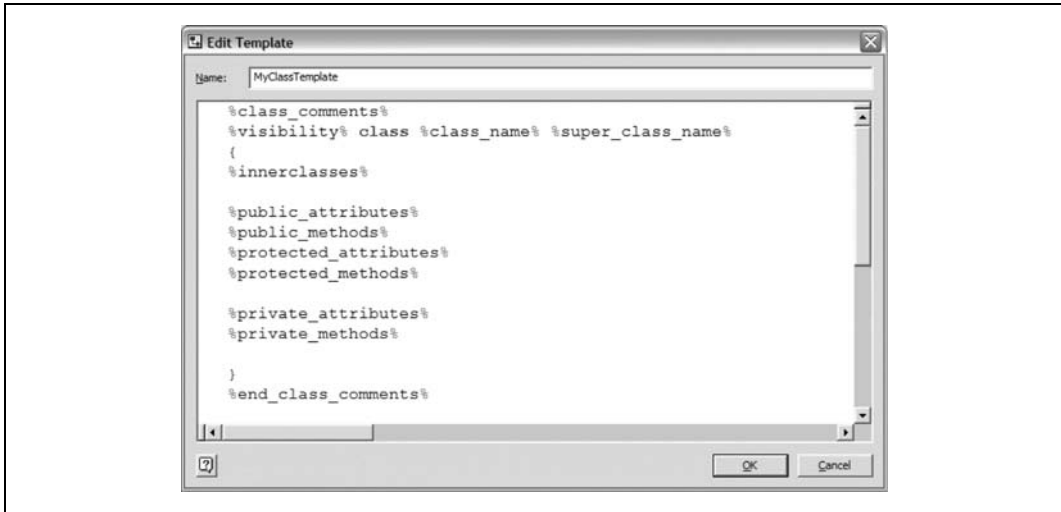 Edit Template
Name: MyClassTemplate
%class_comments%
%visibility% class %class_name% %super_class_name%
{
%innerclasses%
%public_attributes%
%public_methods%
%protected_attributes%
%protected_methods%
%private_attributes%
%private_methods%
}
%end_class_comments%
OK Cancel